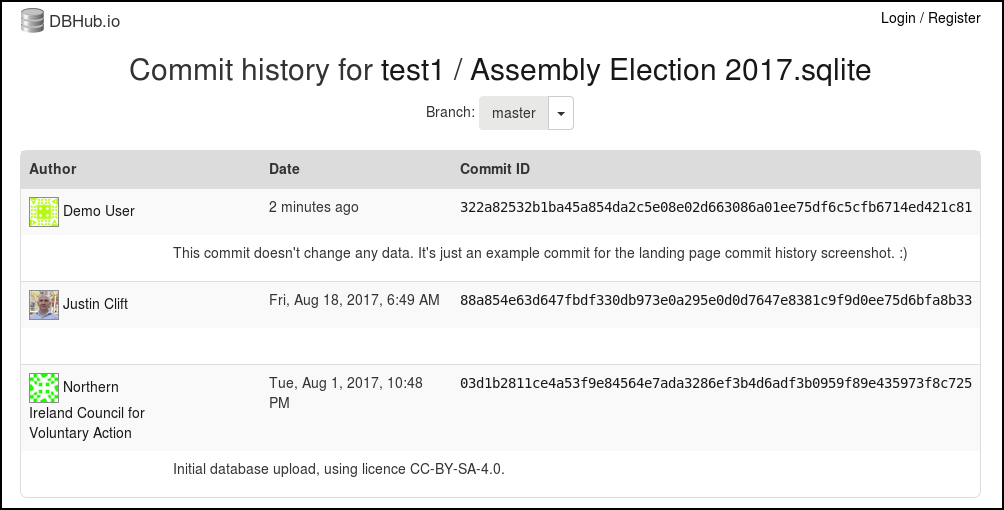 DBHub.io
Login / Register
Commit history for test1 / Assembly Election 2017.sqlite
Branch: master
Author Date Commit ID
Demo User 2 minutes ago 322a82532b1ba45a854da2c5e08e02d663086a01ee75df6c5cfb6714ed421c81
This commit doesn't change any data. It's just an example commit for the landing page commit history screenshot. :)
Justin Clift Fri, Aug 18, 2017, 6:49 AM 88a854e63d647fbdf330db973e0a295e0d0d7647e8381c9f9d0ee75d6bfa8b33
Northern
Ireland Council for
Voluntary Action
Tue, Aug 1, 2017, 10:48
PM
03d1b2811ce4a53f9e84564e7ada3286ef3b4d6adf3b0959f89e435973f8c725
Initial database upload, using licence CC-BY-SA-4.0.